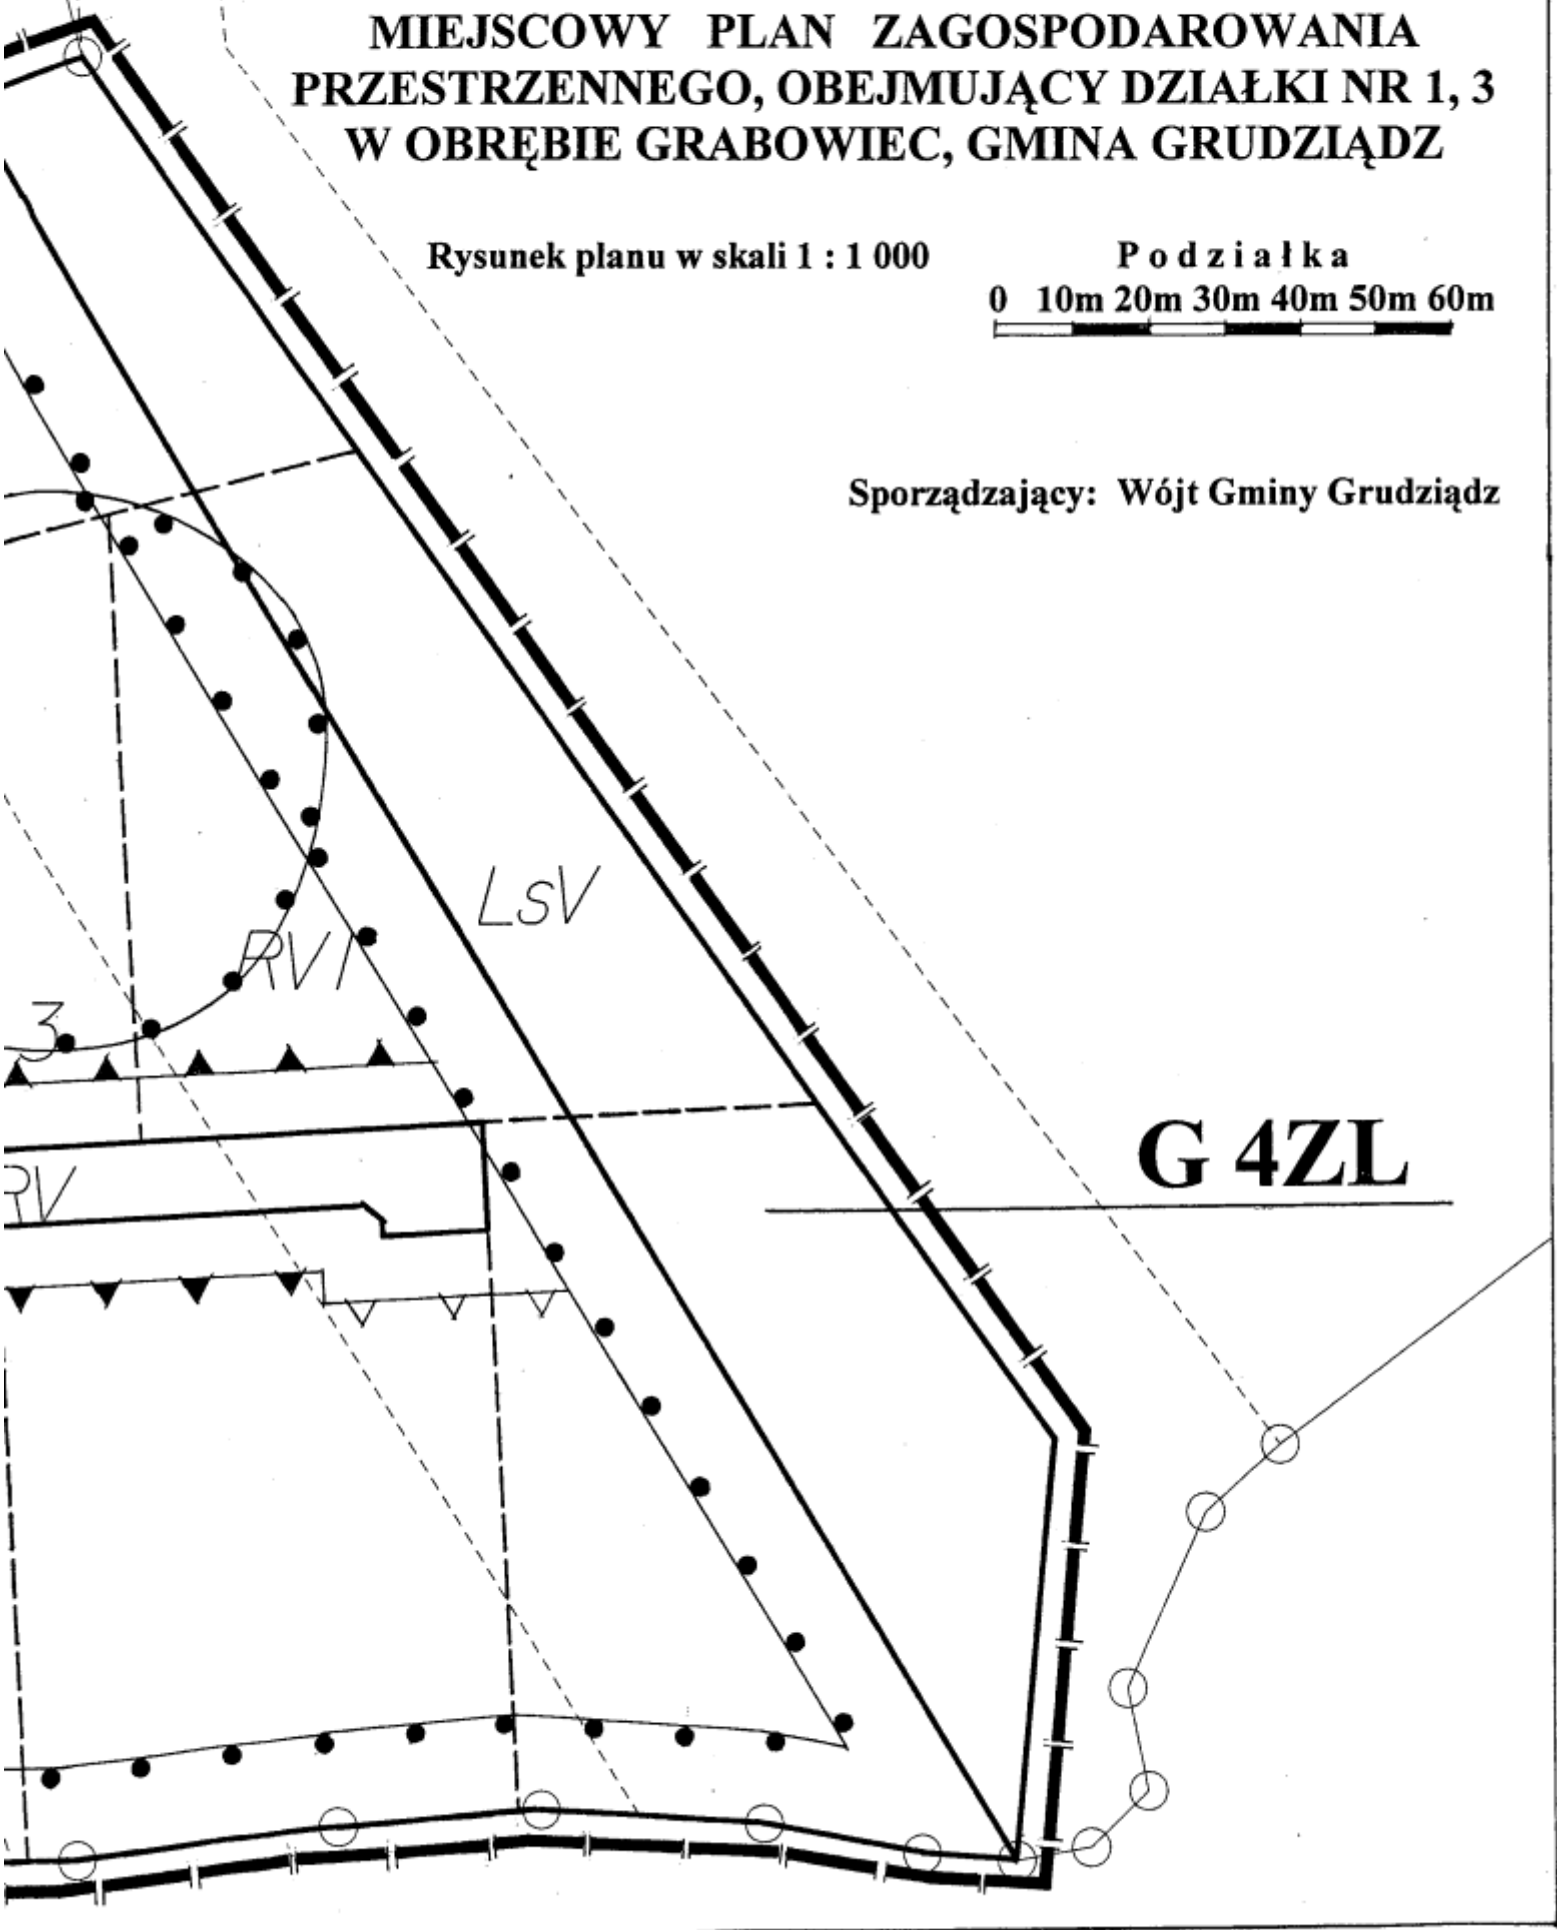 MIEJSCOWY PLAN ZAGOSPODAROWANIA
PRZESTRZENNEGO, OBEJMUJĄCY DZIAŁKI NR 1, 3
W OBRĘBIE GRABOWIEC, GMINA GRUDZIĄDZ
Rysunek planu w skali 1 : 1 000
Podziałka
0 10m 20m 30m 40m 50m 60m
Sporządzający: Wójt Gminy Grudziądz
LsV
RVI
3
G 4ZL
RV